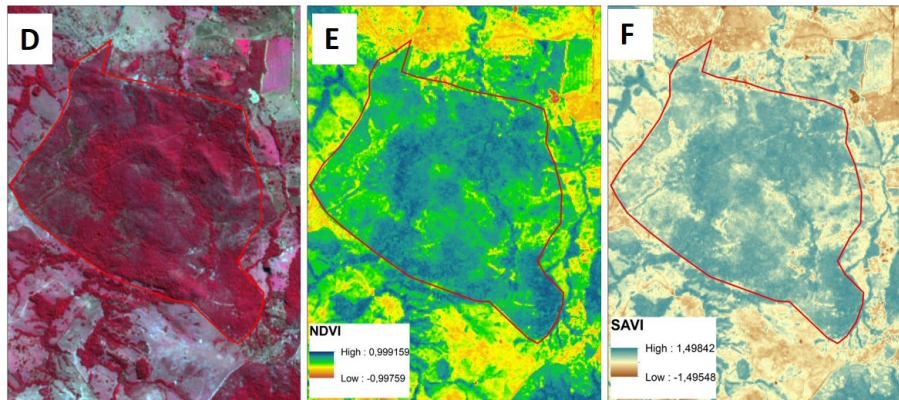 D
E
F
NDVI
High : 0,999159
Low : -0,99759
SAVI
High : 1,49842
Low : -1,49548